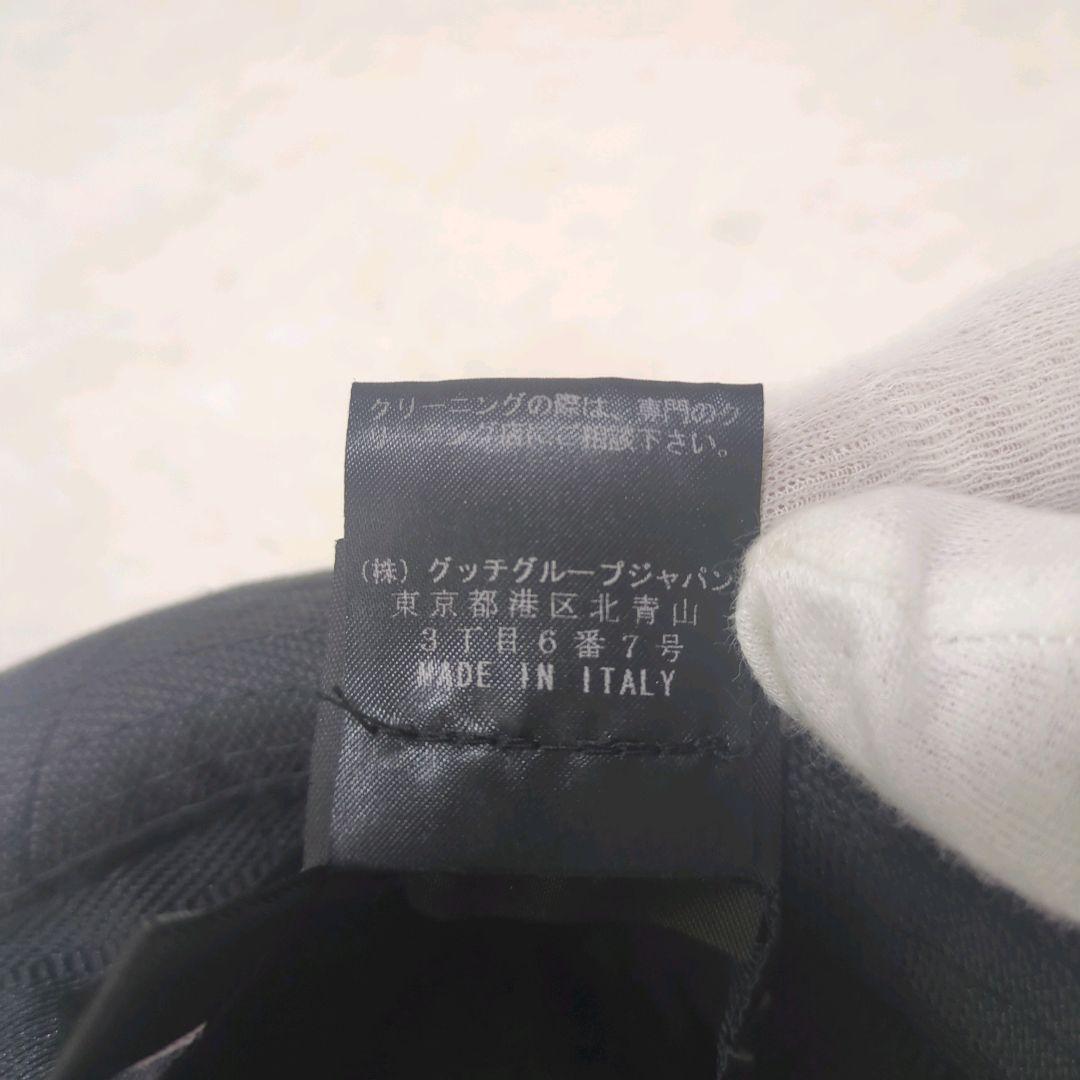 クリーニングの際は、専門のク
リーニング店にご相談下さい。
(株) グッチグループジャパン
東京都港区北青山
3丁目6番7号
MADE IN ITALY